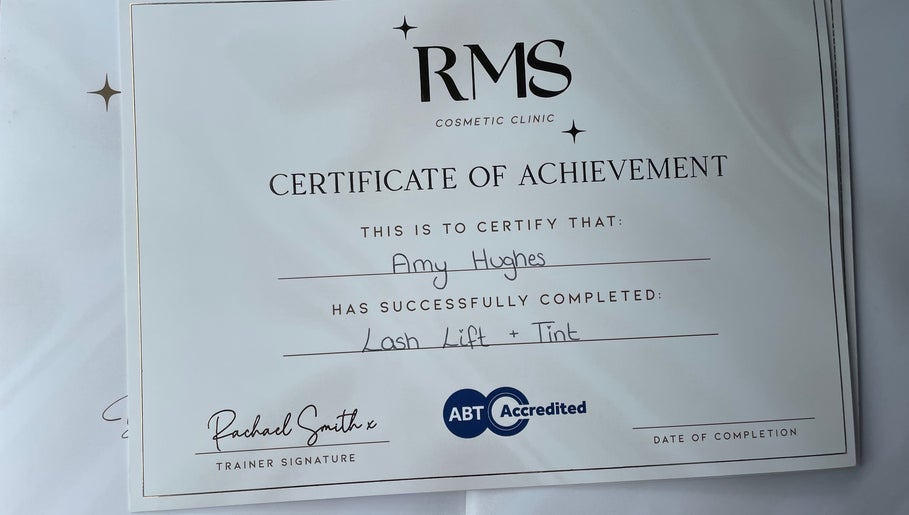 RMS
COSMETIC CLINIC
CERTIFICATE OF ACHIEVEMENT
THIS IS TO CERTIFY THAT:
Amy Hughes
HAS SUCCESSFULLY COMPLETED:
Lash Lift + Tint
Rachael Smith x
TRAINER SIGNATURE
ABT Accredited
DATE OF COMPLETION